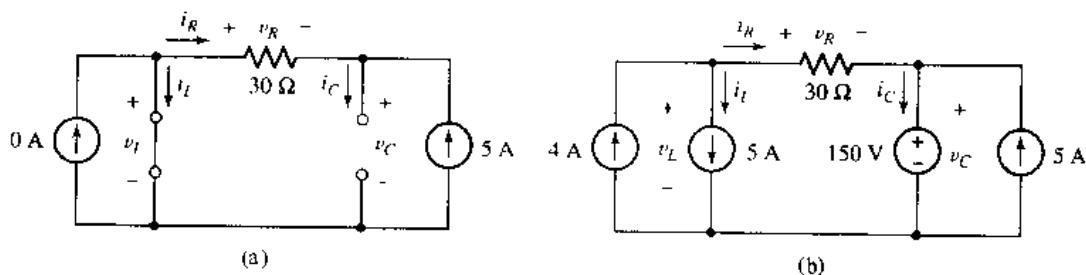 i_R + v_R −
30 Ω
i_L
i_C
0 A
+ v_L −
+ v_C -
5 A
(a)
i_R + v_R −
30 Ω
i_L
i_C
4 A
+ v_L −
5 A
150 V
+ -
+ v_C −
5 A
(b)